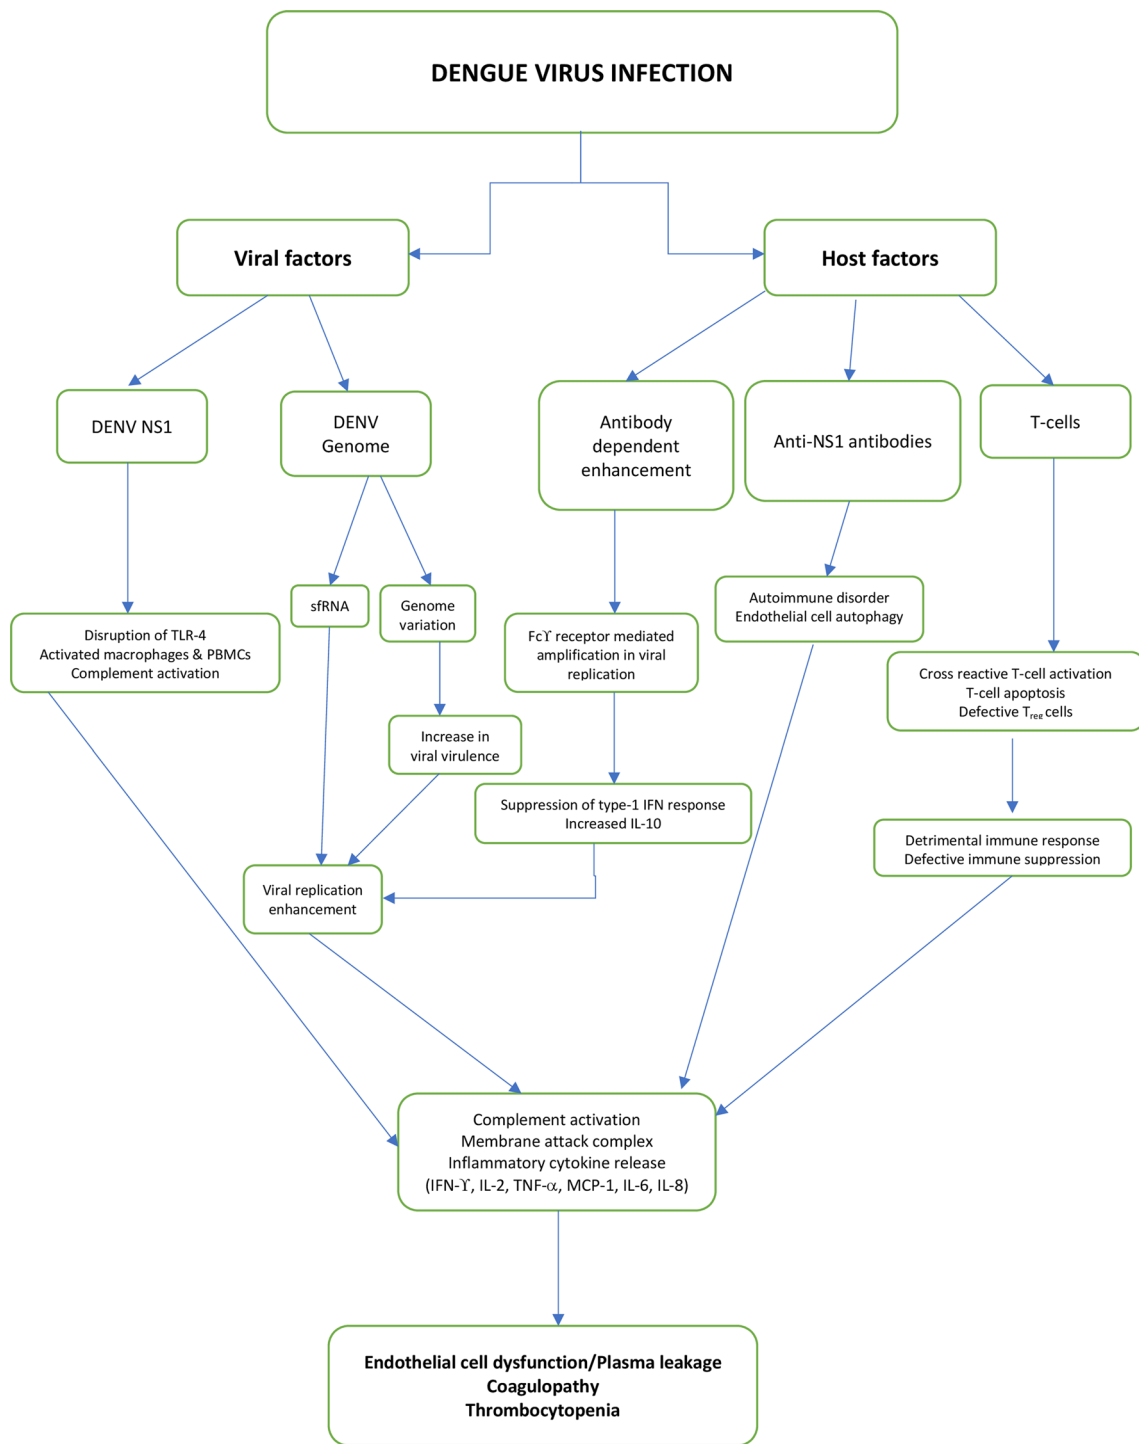 DENGUE VIRUS INFECTION
Viral factors
Host factors
DENV NS1
DENV
Genome
Antibody
dependent
enhancement
Anti-NS1 antibodies
T-cells
sfRNA
Genome
variation
Autoimmune disorder
Endothelial cell autophagy
Disruption of TLR-4
Activated macrophages & PBMCs
Complement activation
Fcϒ receptor mediated
amplification in viral
replication
Cross reactive T-cell activation
T-cell apoptosis
Defective Treg cells
Increase in
viral virulence
Suppression of type-1 IFN response
Increased IL-10
Detrimental immune response
Defective immune suppression
Viral replication
enhancement
Complement activation
Membrane attack complex
Inflammatory cytokine release
(IFN-ϒ, IL-2, TNF-α, MCP-1, IL-6, IL-8)
Endothelial cell dysfunction/Plasma leakage
Coagulopathy
Thrombocytopenia